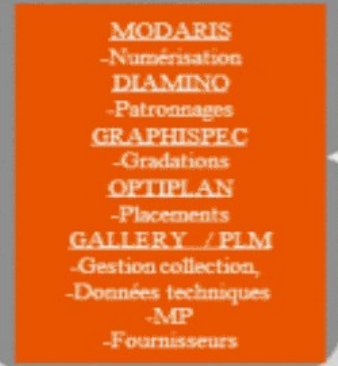 MODARIS
-Numérisation
DIAMINO
-Patronnages
GRAPHISPEC
-Gradations
OPTIPLAN
-Placements
GALLERY / PLM
-Gestion collection,
-Données techniques
-MP
-Fournisseurs